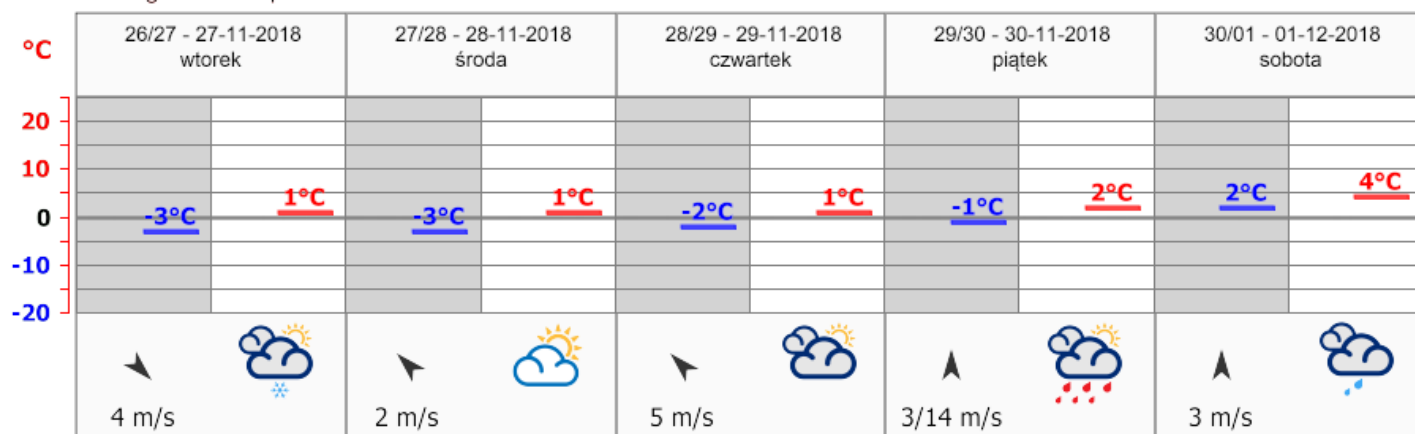 26/27 - 27-11-2018
wtorek
27/28 - 28-11-2018
środa
28/29 - 29-11-2018
czwartek
29/30 - 30-11-2018
piątek
30/01 - 01-12-2018
sobota
°C
20
10
0
-10
-20
-3°C
1°C
-3°C
1°C
-2°C
1°C
-1°C
2°C
2°C
4°C
4 m/s
2 m/s
5 m/s
3/14 m/s
3 m/s